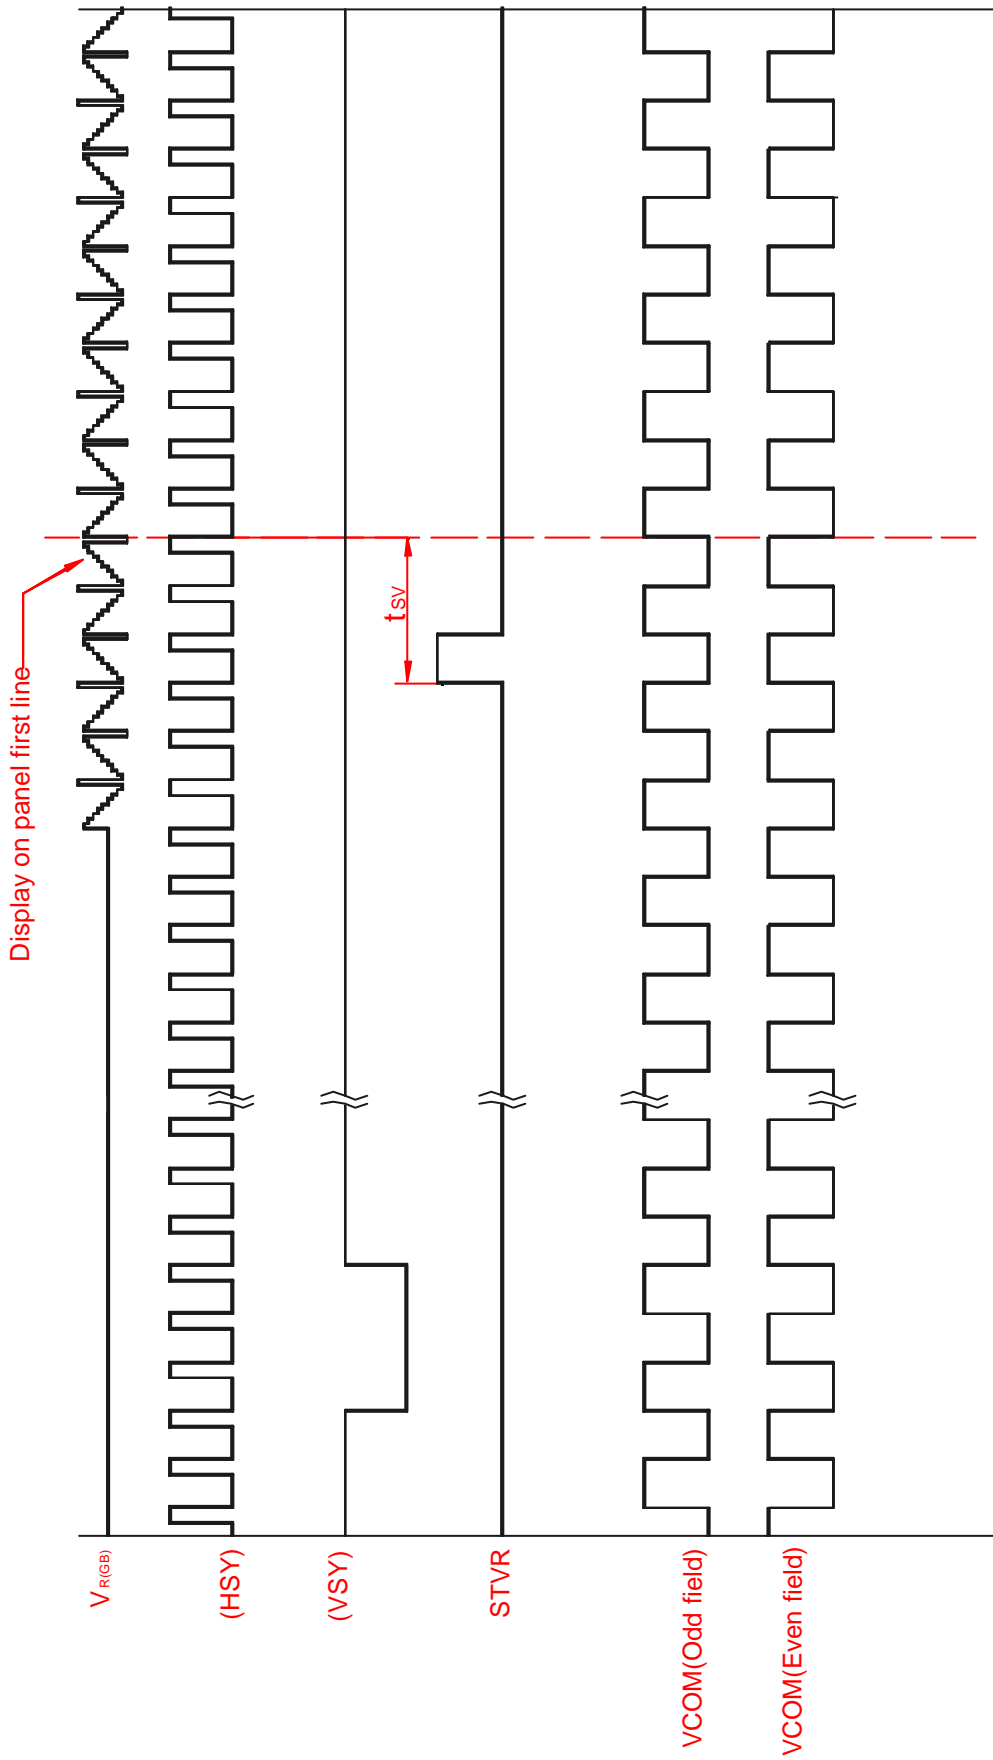 Display on panel first line
tSV
VR(GB)
(HSY)
(VSY)
STVR
VCOM(Odd field)
VCOM(Even field)